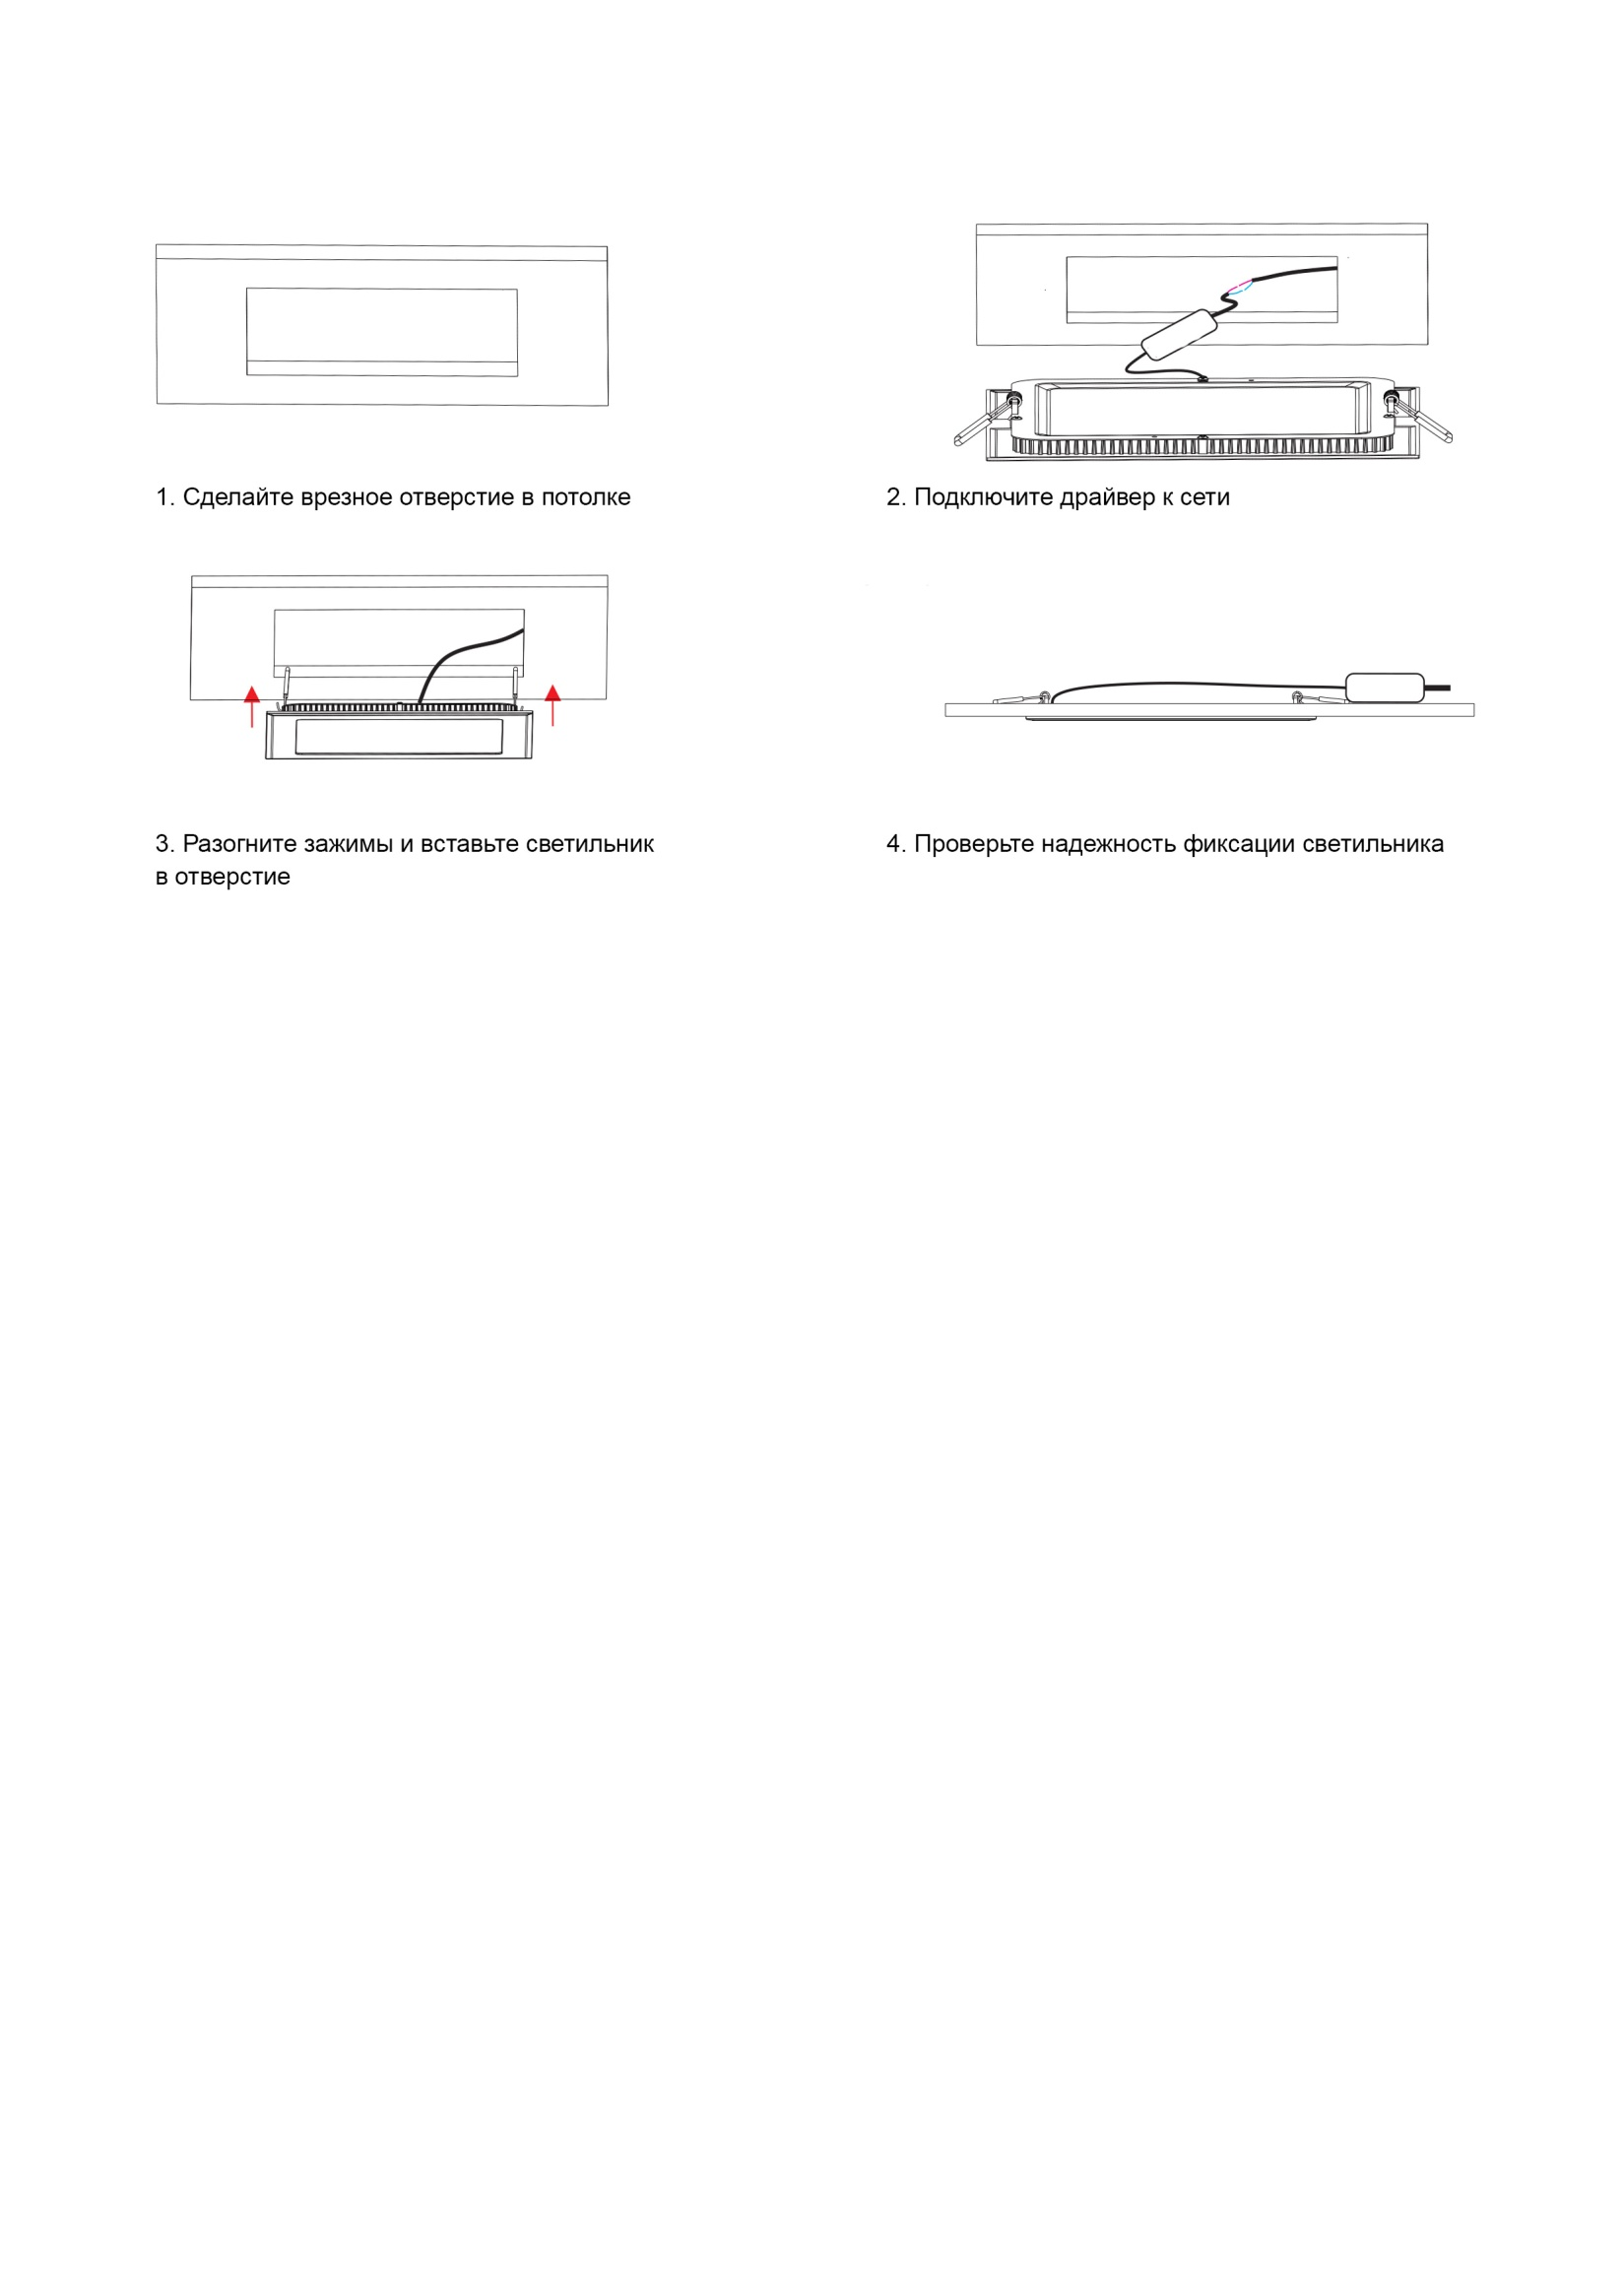 1. Сделайте врезное отверстие в потолке
2. Подключите драйвер к сети
3. Разогните зажимы и вставьте светильник
в отверстие
4. Проверьте надежность фиксации светильника